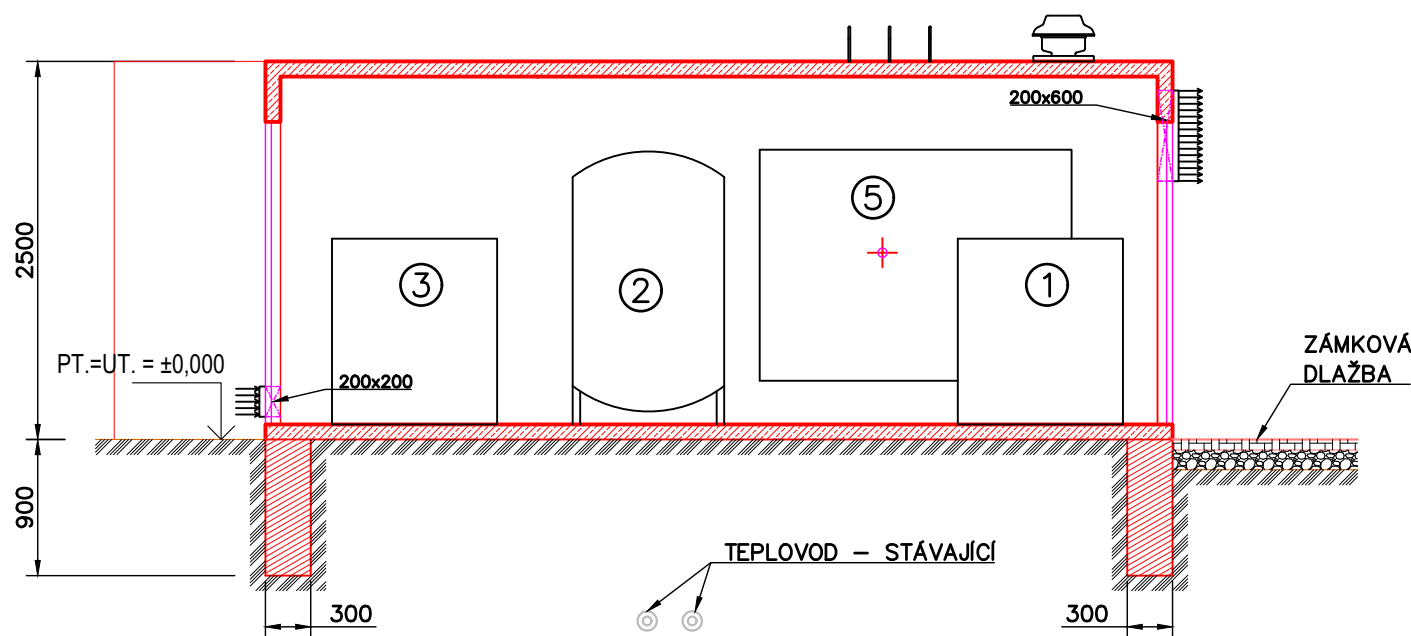 200x600
2500
5
3
2
1
ZÁMKOVÁ
DLAŽBA
PT.=UT. = ±0,000
200x200
900
TEPLOVOD – STÁVAJÍCÍ
300
300